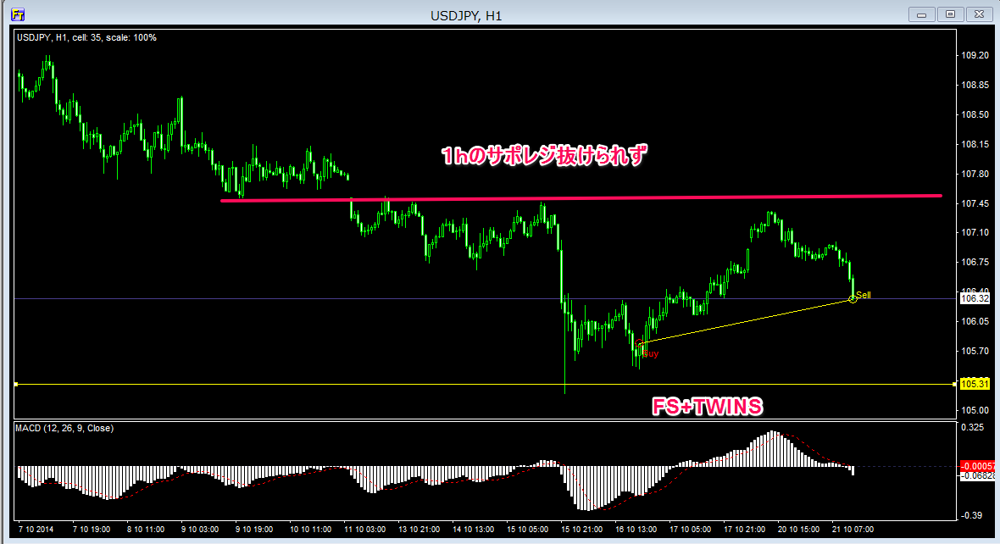 FT
USDJPY, H1
USDJPY, H1, cell: 35, scale: 100%
109.20
108.85
108.50
108.15
107.80
107.45
107.10
106.75
106.40
106.32
106.05
105.70
105.31
105.00
1hのサポレジ抜けられず
Sell
Buy
FS+TWINS
MACD (12, 26, 9, Close)
0.325
-0.00057
-0.06828
-0.39
7 10 2014
7 10 19:00
8 10 11:00
9 10 03:00
9 10 19:00
10 10 11:00
11 10 03:00
13 10 21:00
14 10 13:00
15 10 05:00
15 10 21:00
16 10 13:00
17 10 05:00
17 10 21:00
20 10 15:00
21 10 07:00